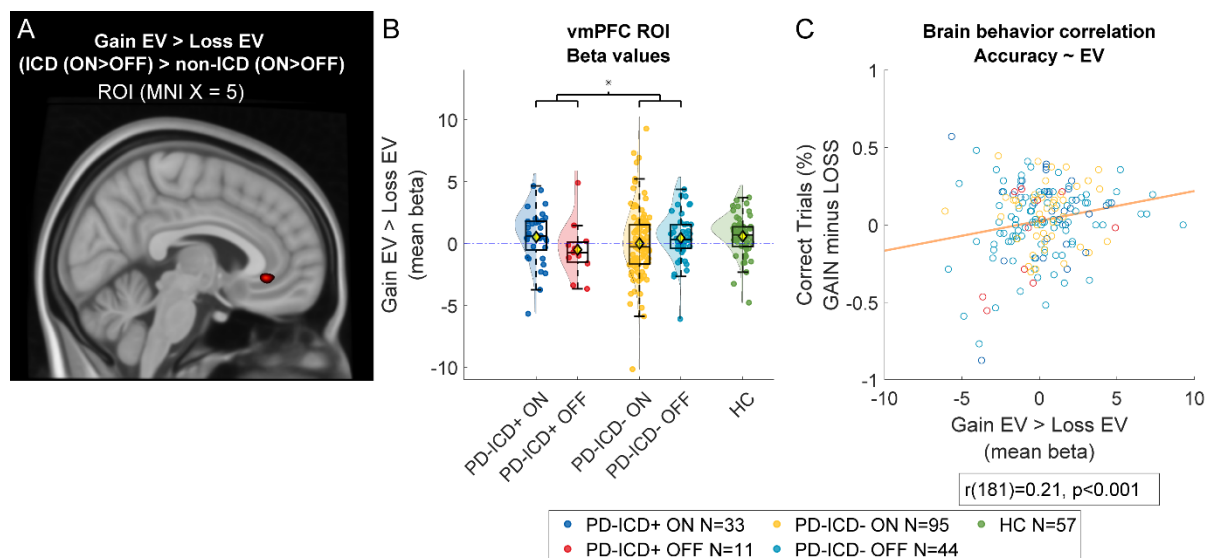 A
Gain EV > Loss EV
(ICD (ON>OFF) > non-ICD (ON>OFF)
ROI (MNI X = 5)
B
vmPFC ROI
Beta values
*
Gain EV > Loss EV
(mean beta)
10
5
0
-5
-10
PD-ICD+ ON
PD-ICD+ OFF
PD-ICD- ON
PD-ICD- OFF
HC
C
Brain behavior correlation
Accuracy ~ EV
Correct Trials (%)
GAIN minus LOSS
1
0.5
0
-0.5
-1
-10 -5 0 5 10
Gain EV > Loss EV
(mean beta)
r(181)=0.21, p<0.001
PD-ICD+ ON N=33 PD-ICD- ON N=95 HC N=57
PD-ICD+ OFF N=11 PD-ICD- OFF N=44